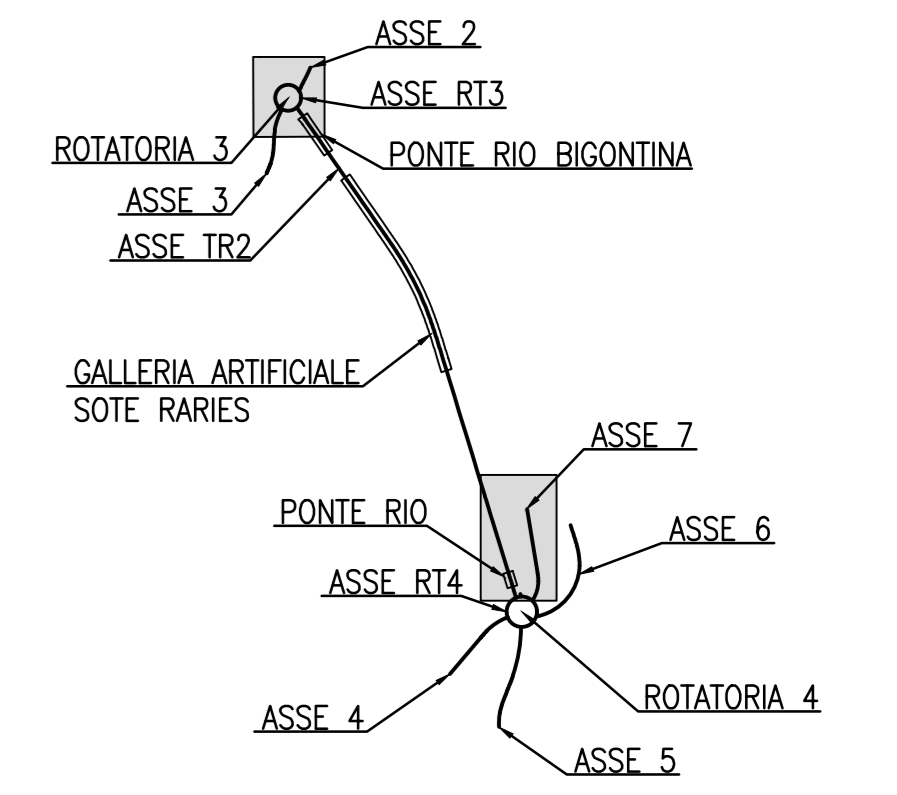 ASSE 2
ASSE RT3
ROTATORIA 3
PONTE RIO BIGONTINA
ASSE 3
ASSE TR2
GALLERIA ARTIFICIALE
SOTE RARIES
ASSE 7
PONTE RIO
ASSE 6
ASSE RT4
ROTATORIA 4
ASSE 4
ASSE 5